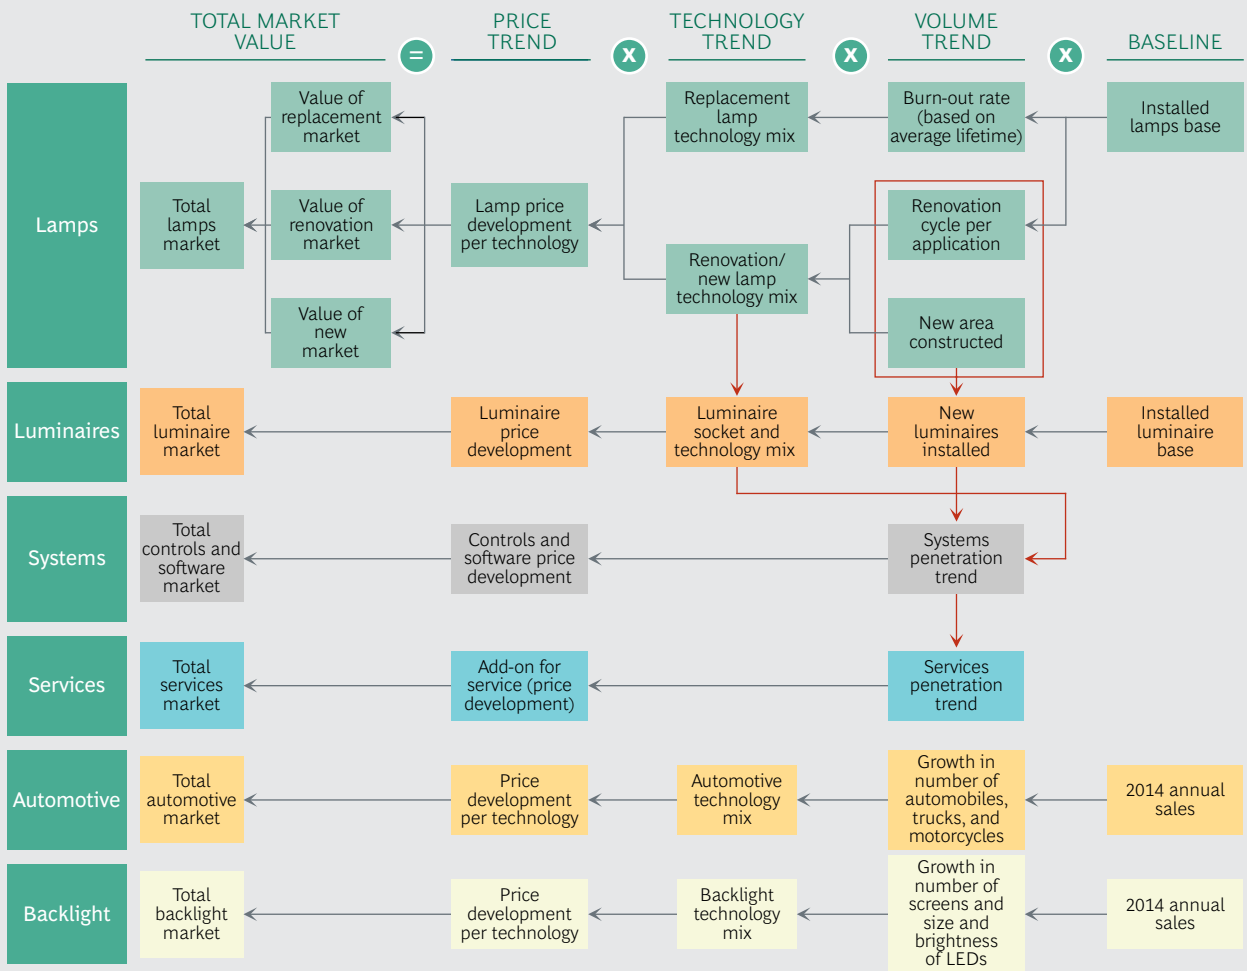 TOTAL MARKET
VALUE
=
PRICE
TREND
X
TECHNOLOGY
TREND
X
VOLUME
TREND
X
BASELINE
Lamps
Total
lamps
market
Value of
replacement
market
Value of
renovation
market
Value of
new
market
Lamp price
development
per technology
Replacement
lamp
technology mix
Renovation/
new lamp
technology mix
Burn-out rate
(based on
average lifetime)
Renovation
cycle per
application
New area
constructed
Installed
lamps base
Luminaires
Total
luminaire
market
Luminaire
price
development
Luminaire
socket and
technology mix
New
luminaires
installed
Installed
luminaire
base
Systems
Total
controls and
software
market
Controls and
software price
development
Systems
penetration
trend
Services
Total
services
market
Add-on for
service (price
development)
Services
penetration
trend
Automotive
Total
automotive
market
Price
development
per technology
Automotive
technology
mix
Growth in
number of
automobiles,
trucks, and
motorcycles
2014 annual
sales
Backlight
Total
backlight
market
Price
development
per technology
Backlight
technology
mix
Growth in
number of
screens and
size and
brightness
of LEDs
2014 annual
sales